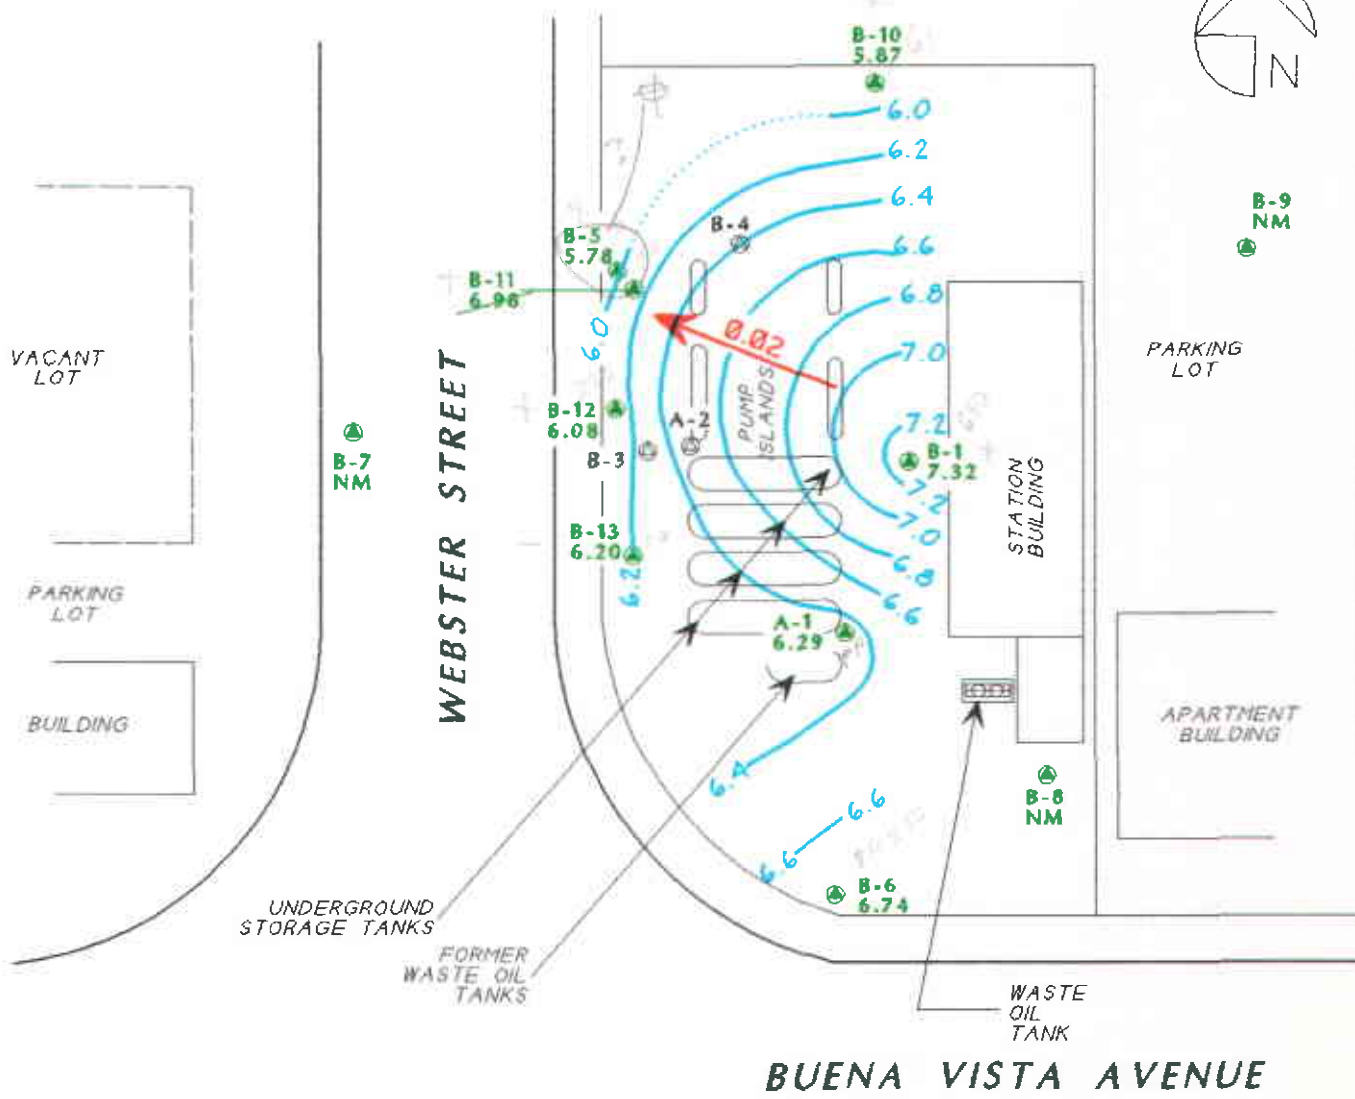 B-10
5.87
N
6.0
6.2
6.4
6.6
6.8
7.0
7.2
7.2
7.0
6.8
6.6
B-9
NM
B-4
B-5
5.78
B-11
6.98
6.0
0.02
PUMP
ISLANDS
VACANT
LOT
PARKING
LOT
WEBSTER STREET
B-12
6.08
A-2
B-3
B-1
7.32
B-7
NM
STATION
BUILDING
B-13
6.20
6.2
PARKING
LOT
A-1
6.29
BUILDING
APARTMENT
BUILDING
6.4
B-8
NM
6.6
6.6
B-6
6.74
UNDERGROUND
STORAGE TANKS
FORMER
WASTE OIL
TANKS
WASTE
OIL
TANK
BUENA VISTA AVENUE